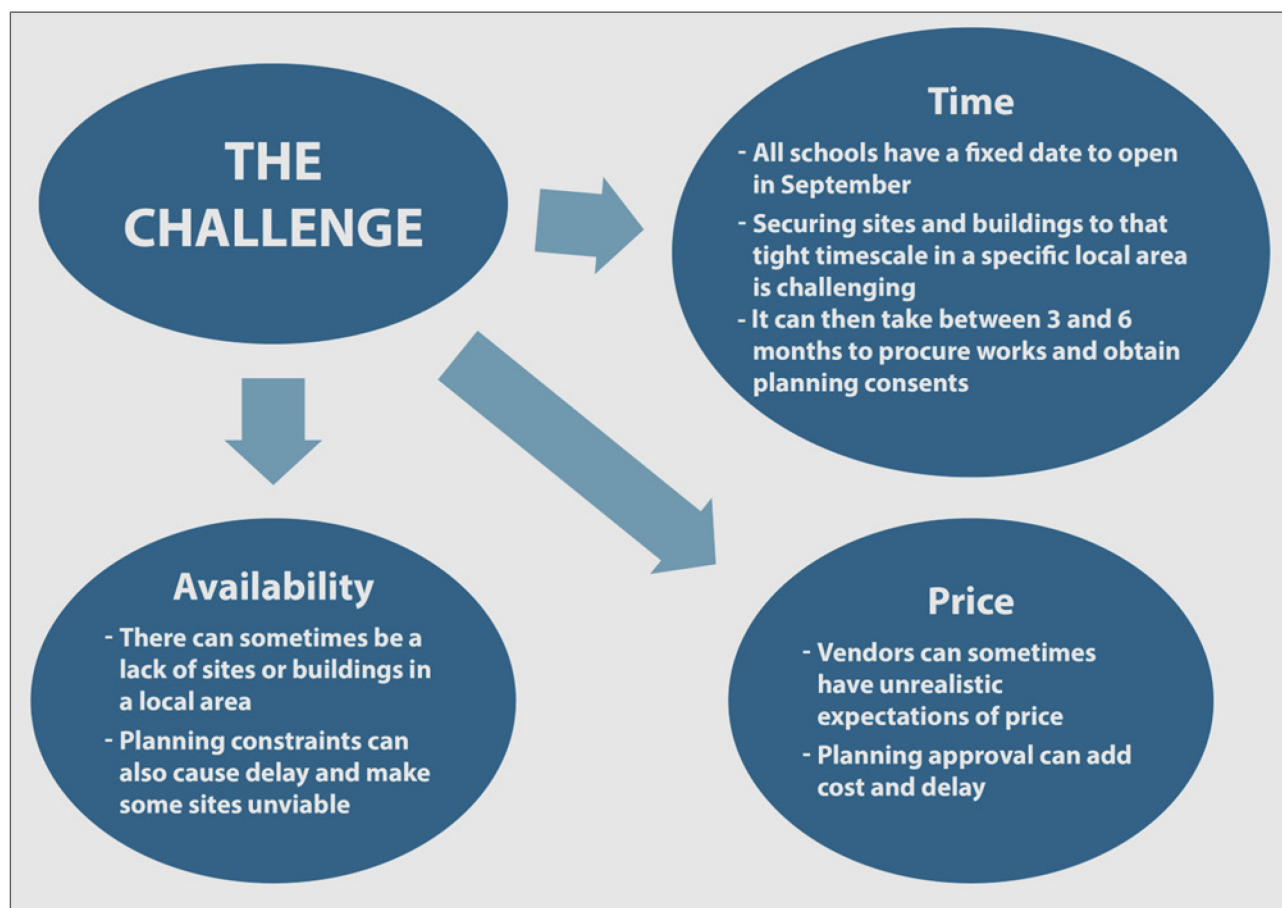 THE
CHALLENGE
Time
- All schools have a fixed date to open
in September
- Securing sites and buildings to that
tight timescale in a specific local area
is challenging
- It can then take between 3 and 6
months to procure works and obtain
planning consents
Availability
- There can sometimes be a
lack of sites or buildings in
a local area
- Planning constraints can
also cause delay and make
some sites unviable
Price
- Vendors can sometimes
have unrealistic
expectations of price
- Planning approval can add
cost and delay